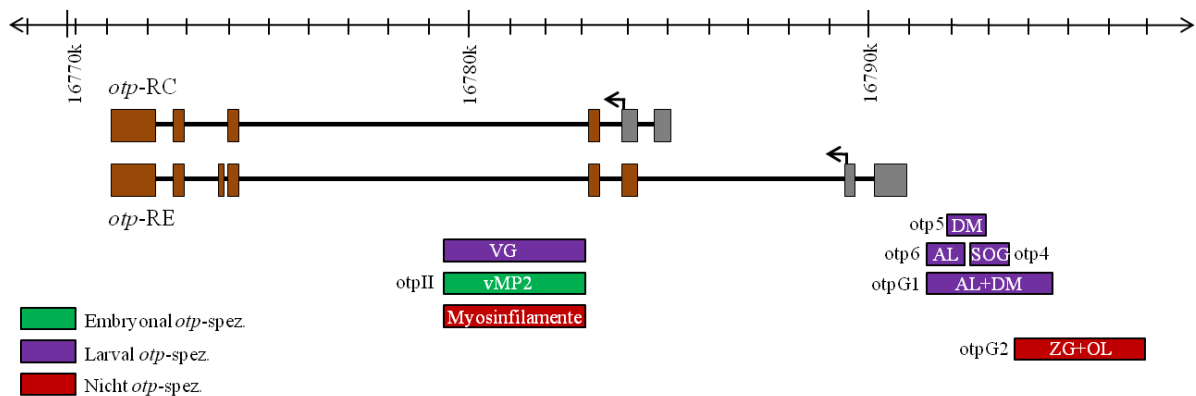 16770k
16780k
16790k
otp-RC
otp-RE
otp5 DM
otp6 AL SOG otp4
VG
otpII vMP2
otpG1 AL+DM
Myosinfilamente
Embryonal otp-spez.
otpG2 ZG+OL
Larval otp-spez.
Nicht otp-spez.